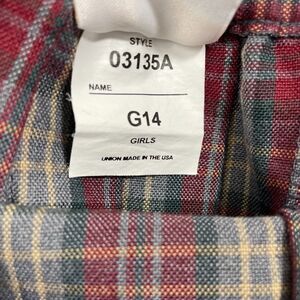 STYLE
03135A
NAME
G14
GIRLS
UNION MADE IN THE USA